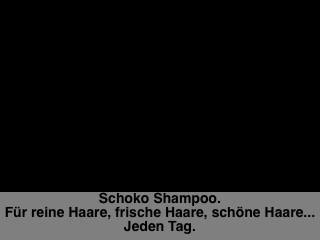 Schoko Shampoo.
Für reine Haare, frische Haare, schöne Haare...
Jeden Tag.